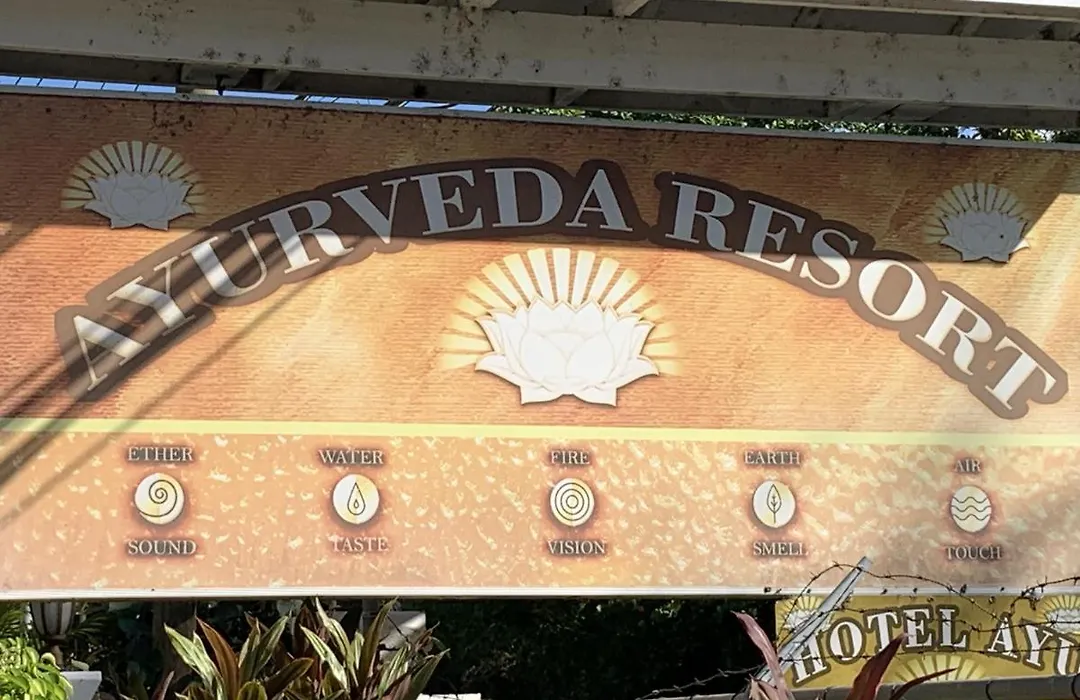 AYURVEDA RESORT
ETHER WATER FIRE EARTH AIR
SOUND TASTE VISION SMELL TOUCH
HOTEL AYU